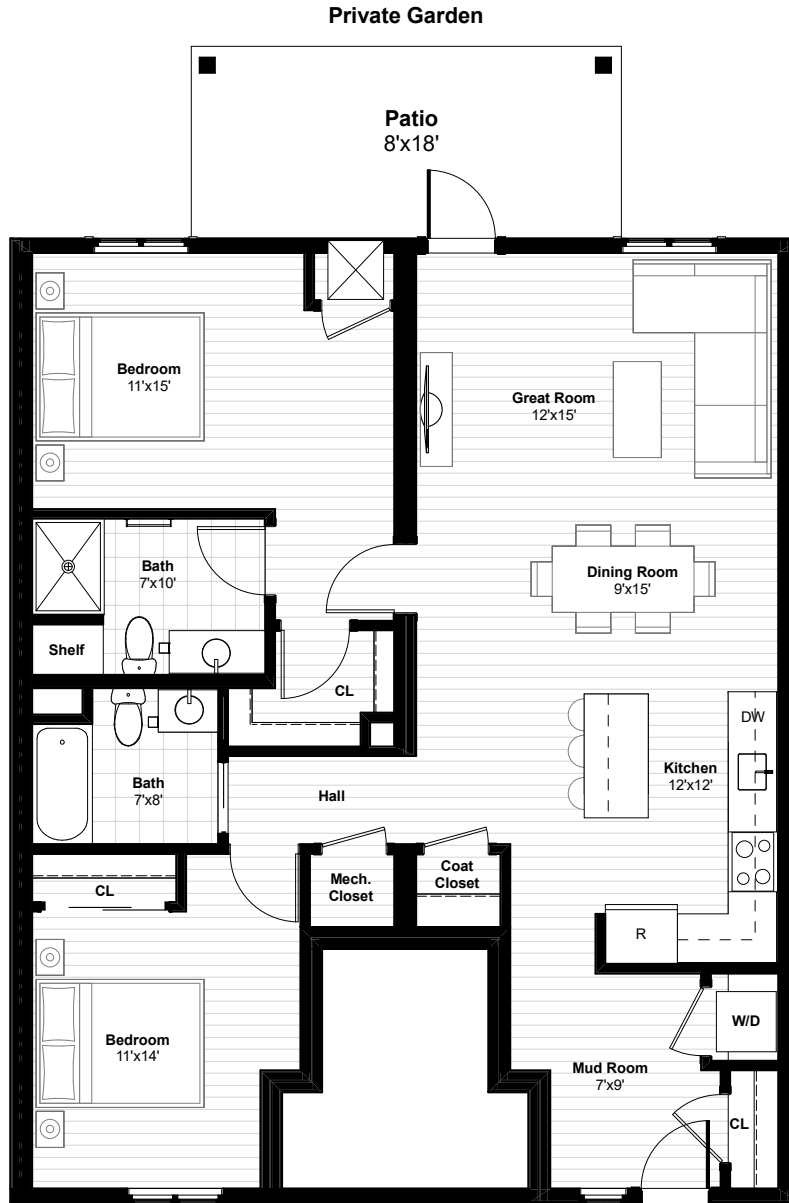 Private Garden
Patio
8'x18'
Bedroom
11'x15'
Great Room
12'x15'
Bath
7'x10'
Dining Room
9'x15'
Shelf
CL
DW
Kitchen
12'x12'
Bath
7'x8'
Hall
CL
Mech.
Closet
Coat
Closet
R
W/D
Bedroom
11'x14'
Mud Room
7'x9'
CL